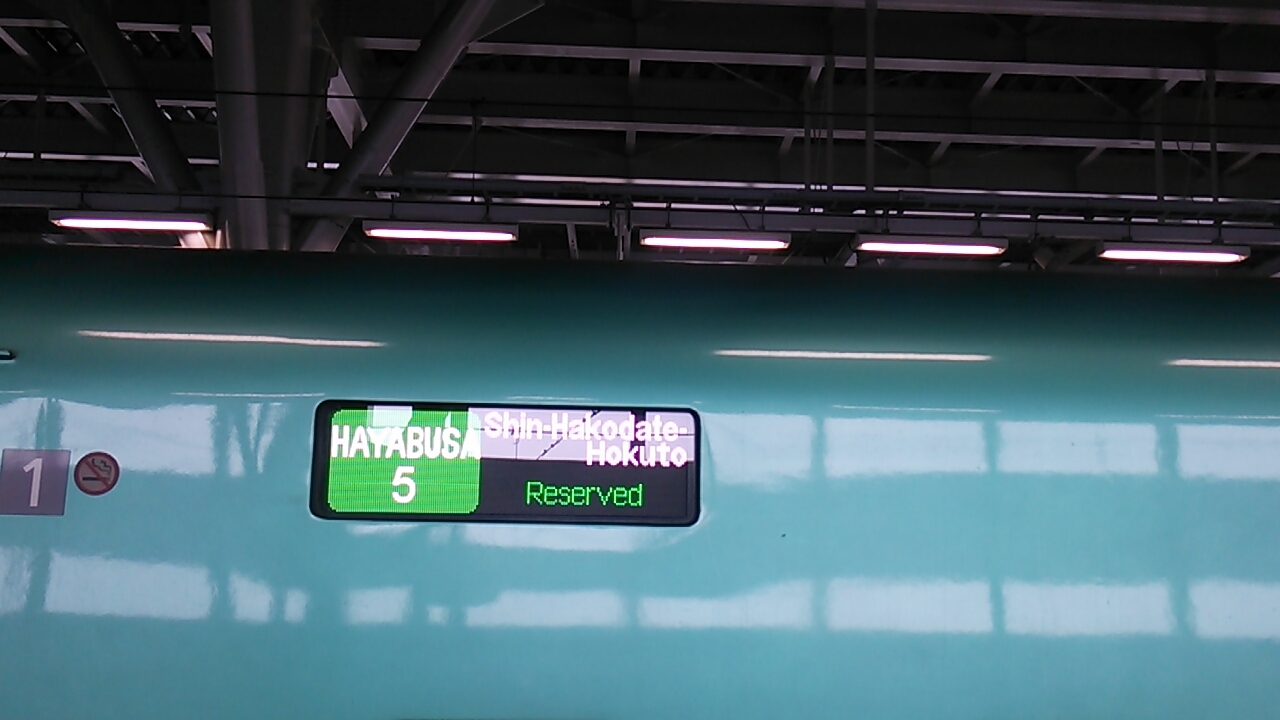 1
HAYABUSA
5
Shin-Hakodate-
Hokuto
Reserved